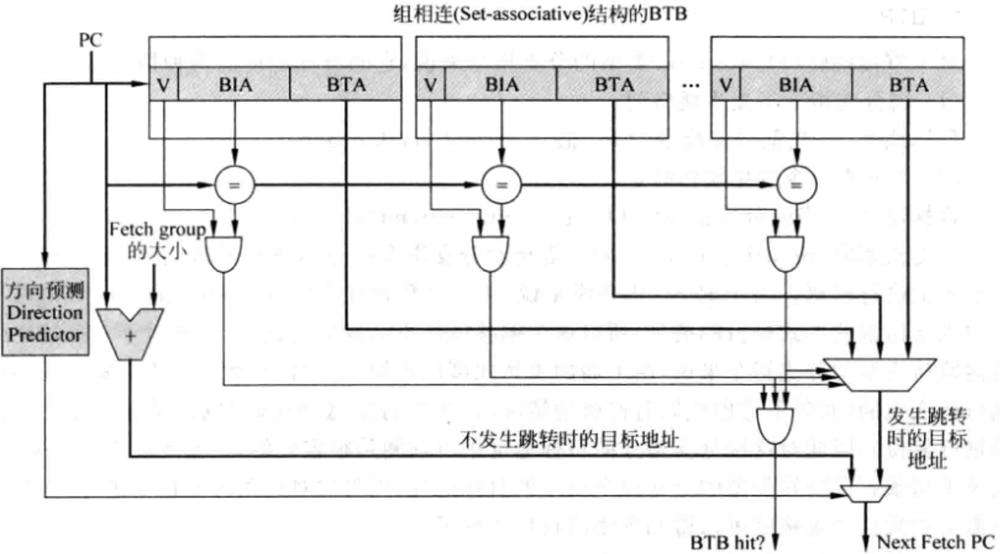 组相连(Set-associative)结构的BTB
PC
V BIA BTA V BIA BTA ... V BIA BTA
= = =
Fetch group
的大小
方向预测
Direction
Predictor
+
不发生跳转时的目标地址
发生跳转
时的目标
地址
BTB hit?
Next Fetch PC